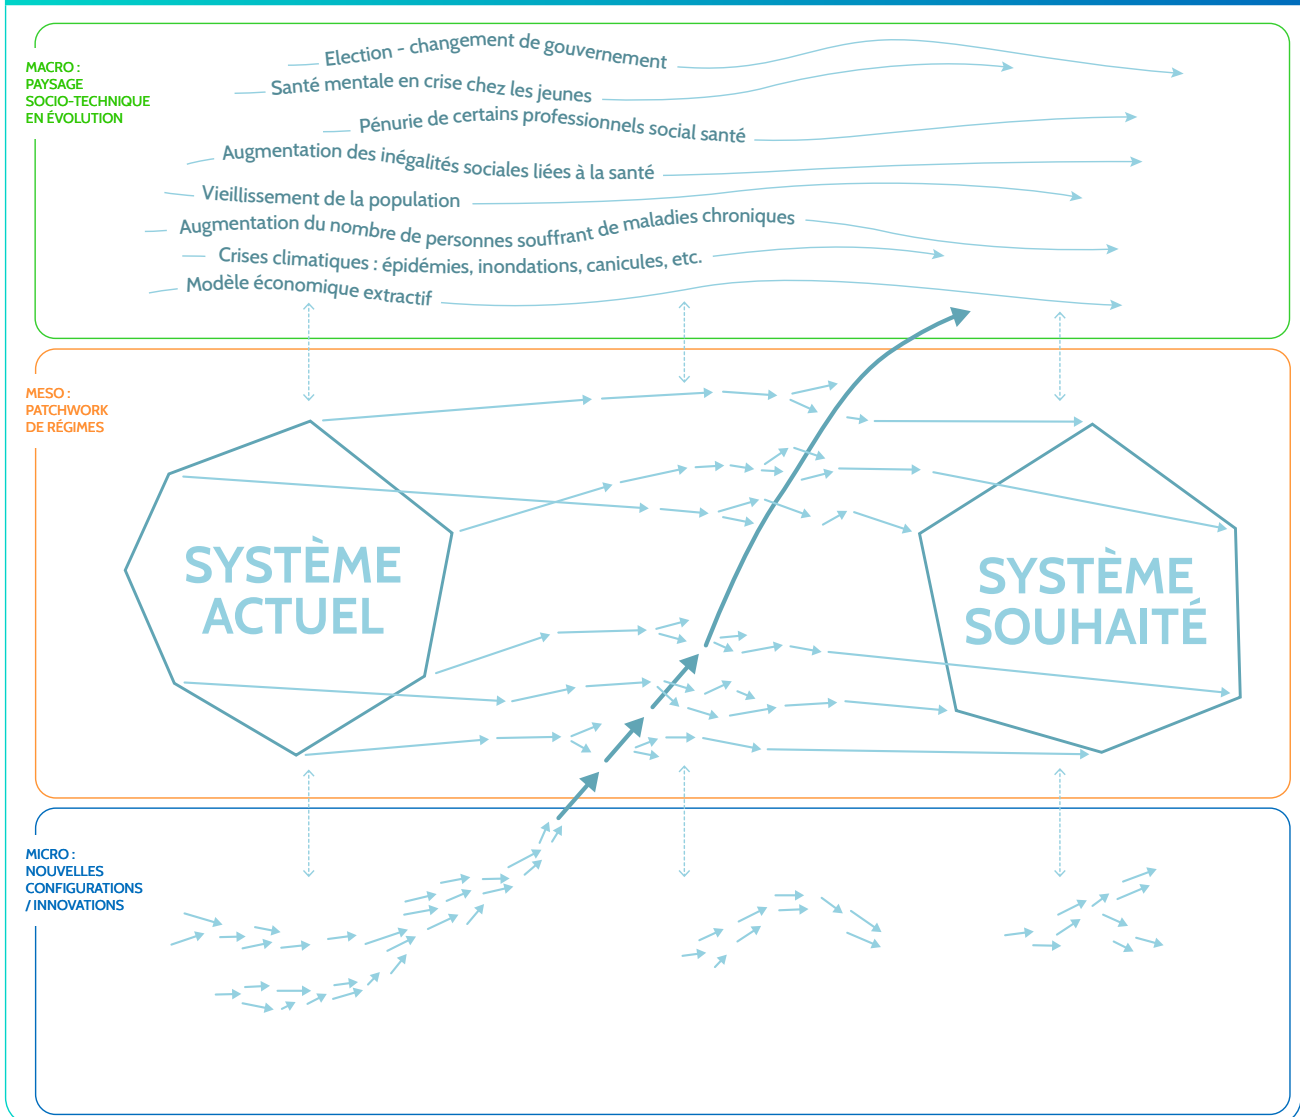 MACRO :
PAYSAGE
SOCIO-TECHNIQUE
EN ÉVOLUTION
Election - changement de gouvernement
Santé mentale en crise chez les jeunes
Pénurie de certains professionnels social santé
Augmentation des inégalités sociales liées à la santé
Vieillissement de la population
Augmentation du nombre de personnes souffrant de maladies chroniques
Crises climatiques : épidémies, inondations, canicules, etc.
Modèle économique extractif
MESO :
PATCHWORK
DE RÉGIMES
SYSTÈME
ACTUEL
SYSTÈME
SOUHAITÉ
MICRO :
NOUVELLES
CONFIGURATIONS
/ INNOVATIONS